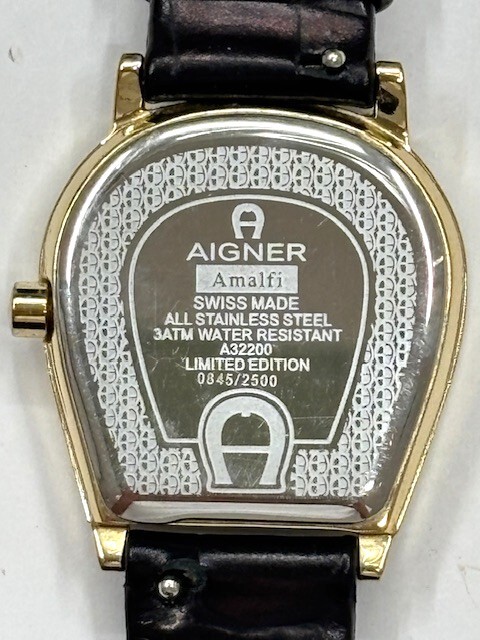 AIGNER
Amalfi
SWISS MADE
ALL STAINLESS STEEL
3ATM WATER RESISTANT
A32200
LIMITED EDITION
0845/2500